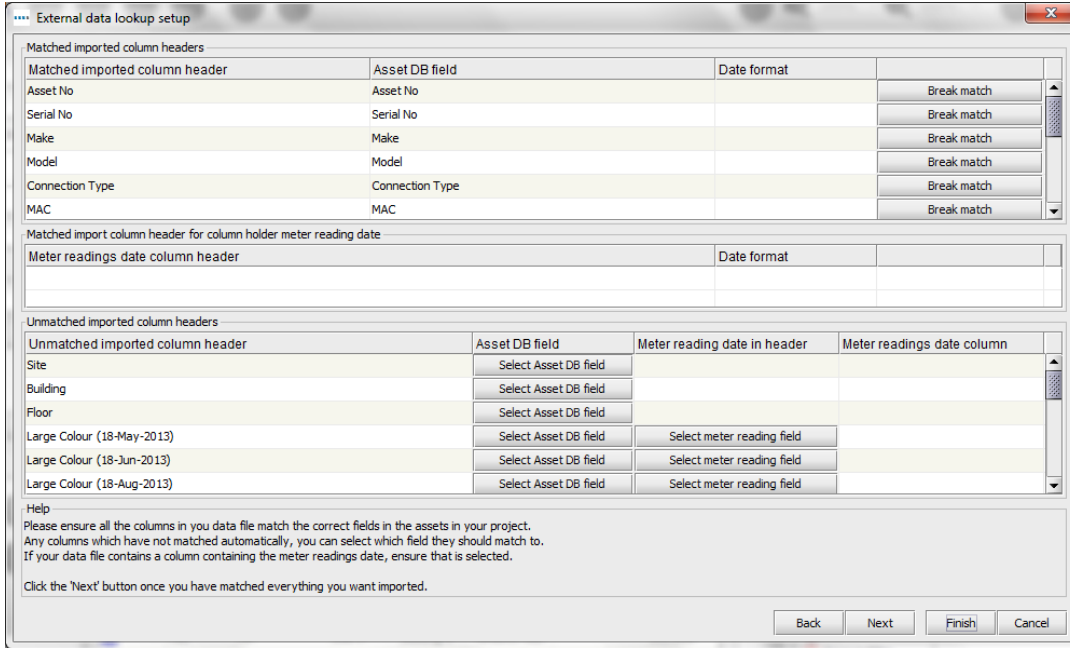 External data lookup setup
Matched imported column headers
Matched imported column header Asset DB field Date format
Asset No Asset No Break match
Serial No Serial No Break match
Make Make Break match
Model Model Break match
Connection Type Connection Type Break match
MAC MAC Break match
Matched import column header for column holder meter reading date
Meter readings date column header Date format
Unmatched imported column headers
Unmatched imported column header Asset DB field Meter reading date in header Meter readings date column
Site Select Asset DB field
Building Select Asset DB field
Floor Select Asset DB field
Large Colour (18-May-2013) Select Asset DB field Select meter reading field
Large Colour (18-Jun-2013) Select Asset DB field Select meter reading field
Large Colour (18-Aug-2013) Select Asset DB field Select meter reading field
Help
Please ensure all the columns in you data file match the correct fields in the assets in your project.
Any columns which have not matched automatically, you can select which field they should match to.
If your data file contains a column containing the meter readings date, ensure that is selected.
Click the 'Next' button once you have matched everything you want imported.
Back Next Finish Cancel